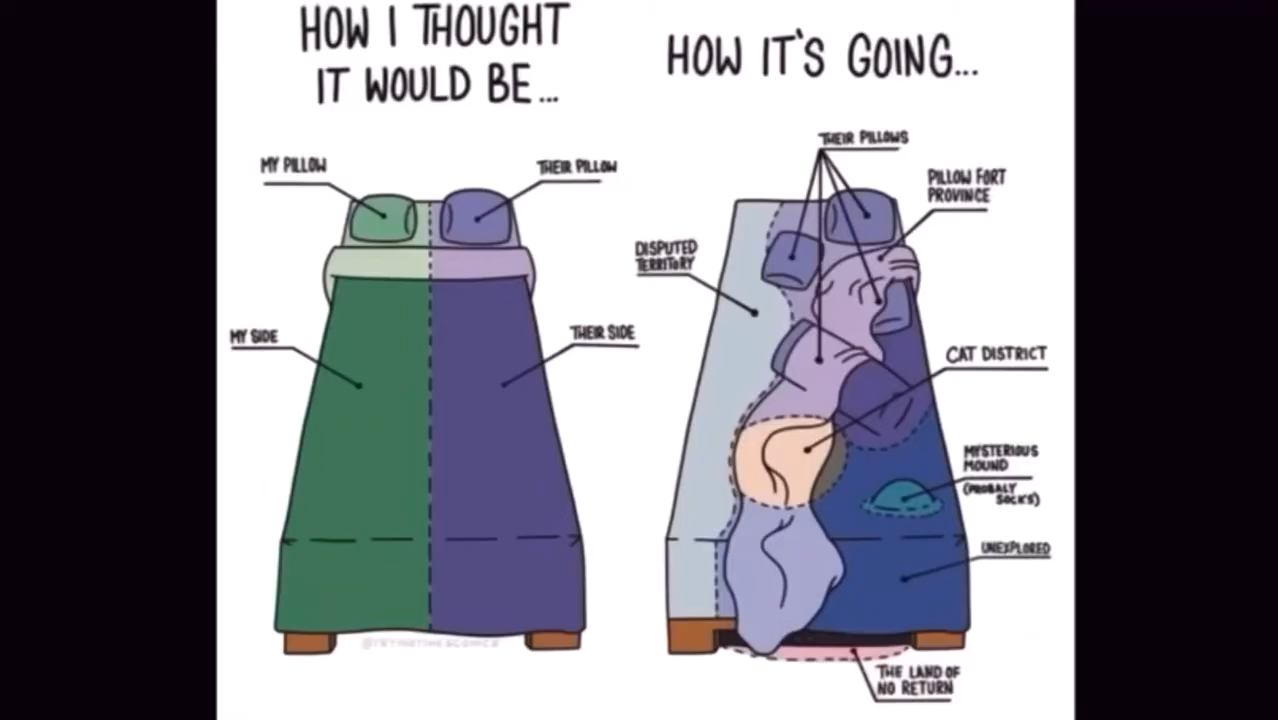 HOW I THOUGHT
IT WOULD BE...
MY PILLOW
THEIR PILLOW
MY SIDE
THEIR SIDE
HOW IT'S GOING...
THEIR PILLOWS
PILLOW FORT
PROVINCE
DISPUTED
TERRITORY
CAT DISTRICT
MYSTERIOUS
MOUND
(PROBALY
SOCK'S)
UNEXPLORED
THE LAND OF
NO RETURN